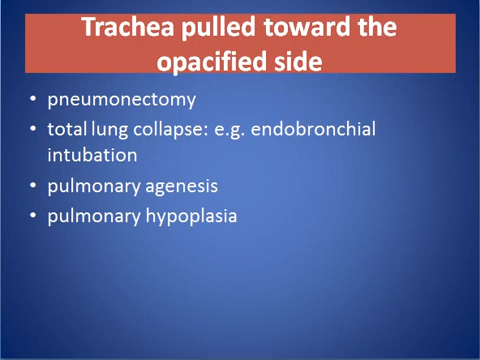 Trachea pulled toward the
opacified side
• pneumonectomy
• total lung collapse: e.g. endobronchial
intubation
• pulmonary agenesis
• pulmonary hypoplasia